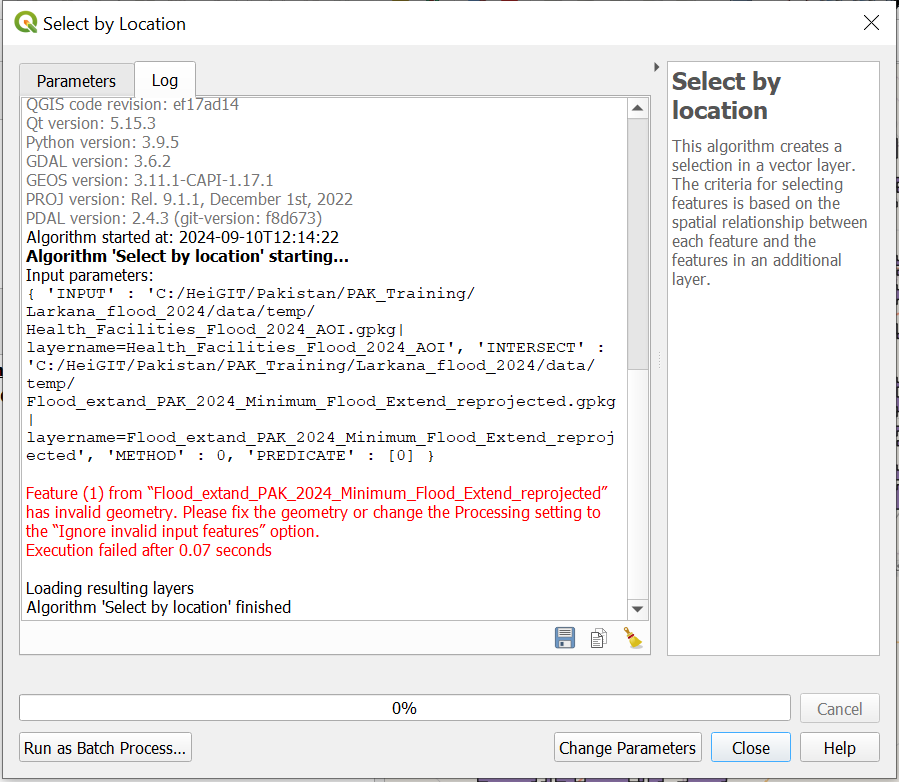 Select by Location
Parameters
Log
QGIS code revision: ef17ad14
Qt version: 5.15.3
Python version: 3.9.5
GDAL version: 3.6.2
GEOS version: 3.11.1-CAPI-1.17.1
PROJ version: Rel. 9.1.1, December 1st, 2022
PDAL version: 2.4.3 (git-version: f8d673)
Algorithm started at: 2024-09-10T12:14:22
Algorithm 'Select by location' starting...
Input parameters:
{ 'INPUT' : 'C:/HeiGIT/Pakistan/PAK_Training/
Larkana_flood_2024/data/temp/
Health_Facilities_Flood_2024_AOI.gpkg|
layername=Health_Facilities_Flood_2024_AOI', 'INTERSECT' :
'C:/HeiGIT/Pakistan/PAK_Training/Larkana_flood_2024/data/
temp/
Flood_extand_PAK_2024_Minimum_Flood_Extend_reprojected.gpkg
|
layername=Flood_extand_PAK_2024_Minimum_Flood_Extend_reproj
ected', 'METHOD' : 0, 'PREDICATE' : [0] }
Feature (1) from “Flood_extand_PAK_2024_Minimum_Flood_Extend_reprojected”
has invalid geometry. Please fix the geometry or change the Processing setting to
the “Ignore invalid input features” option.
Execution failed after 0.07 seconds
Loading resulting layers
Algorithm 'Select by location' finished
Select by
location
This algorithm creates a
selection in a vector layer.
The criteria for selecting
features is based on the
spatial relationship between
each feature and the
features in an additional
layer.
0%
Cancel
Run as Batch Process...
Change Parameters
Close
Help